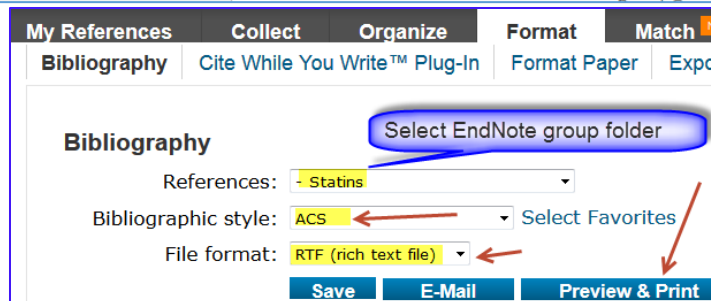 My References Collect Organize Format Match
Bibliography Cite While You Write™ Plug-In Format Paper
Select EndNote group folder
Bibliography
References: - Statins
Bibliographic style: ACS Select Favorites
File format: RTF (rich text file)
Save E-Mail Preview & Print